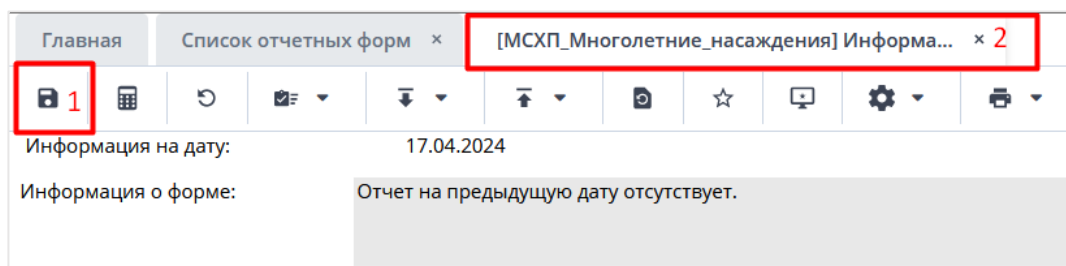 Главная Список отчетных форм × [МСХП_Многолетние_насаждения] Информа... × 2
1
Информация на дату: 17.04.2024
Информация о форме: Отчет на предыдущую дату отсутствует.